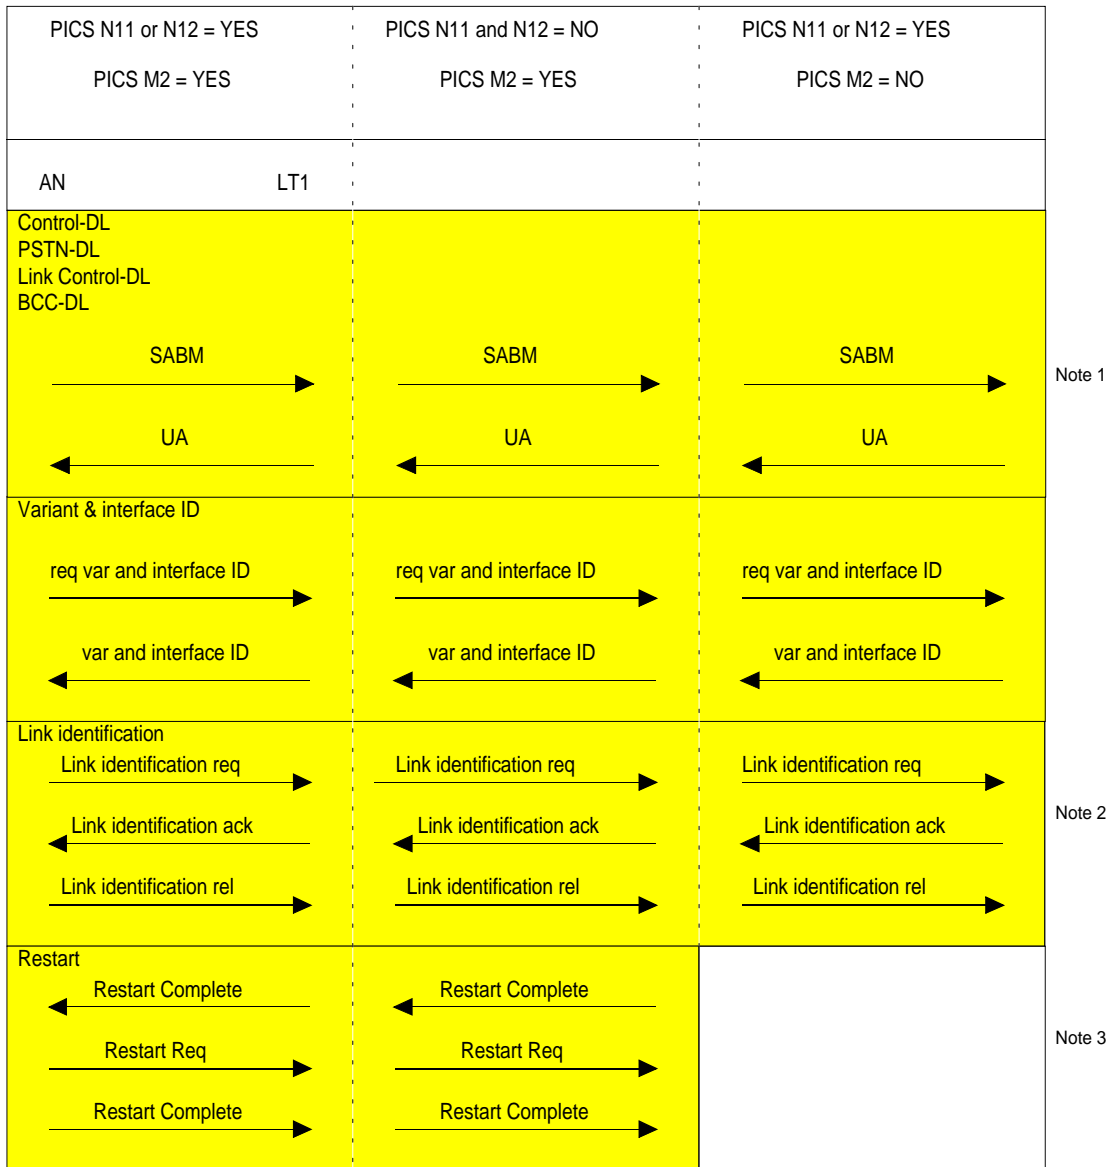 PICS N11 or N12 = YES PICS N11 and N12 = NO PICS N11 or N12 = YES
PICS M2 = YES PICS M2 = YES PICS M2 = NO
AN LT1
Control-DL
PSTN-DL
Link Control-DL
BCC-DL
SABM SABM SABM
Note 1
UA UA UA
Variant & interface ID
req var and interface ID req var and interface ID req var and interface ID
var and interface ID var and interface ID var and interface ID
Link identification
Link identification req Link identification req Link identification req
Note 2
Link identification ack Link identification ack Link identification ack
Link identification rel Link identification rel Link identification rel
Restart
Restart Complete Restart Complete
Note 3
Restart Req Restart Req
Restart Complete Restart Complete